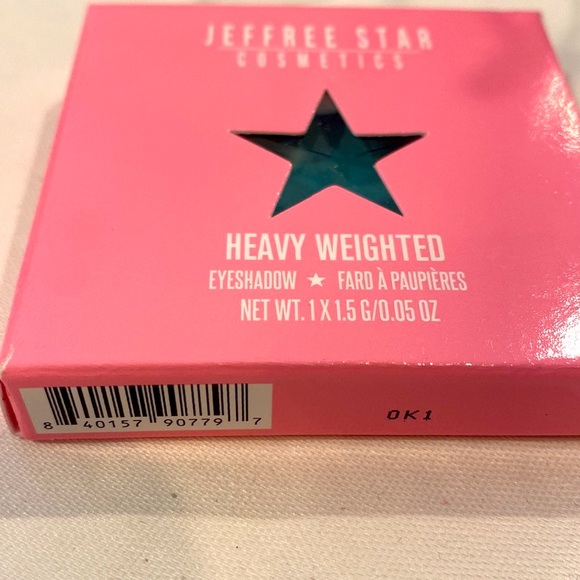 JEFFREE STAR
COSMETICS
HEAVY WEIGHTED
EYESHADOW ★ FARD À PAUPIÈRES
NET WT. 1 X 1.5 G/0.05 OZ
8 40157 90779 7
0K1